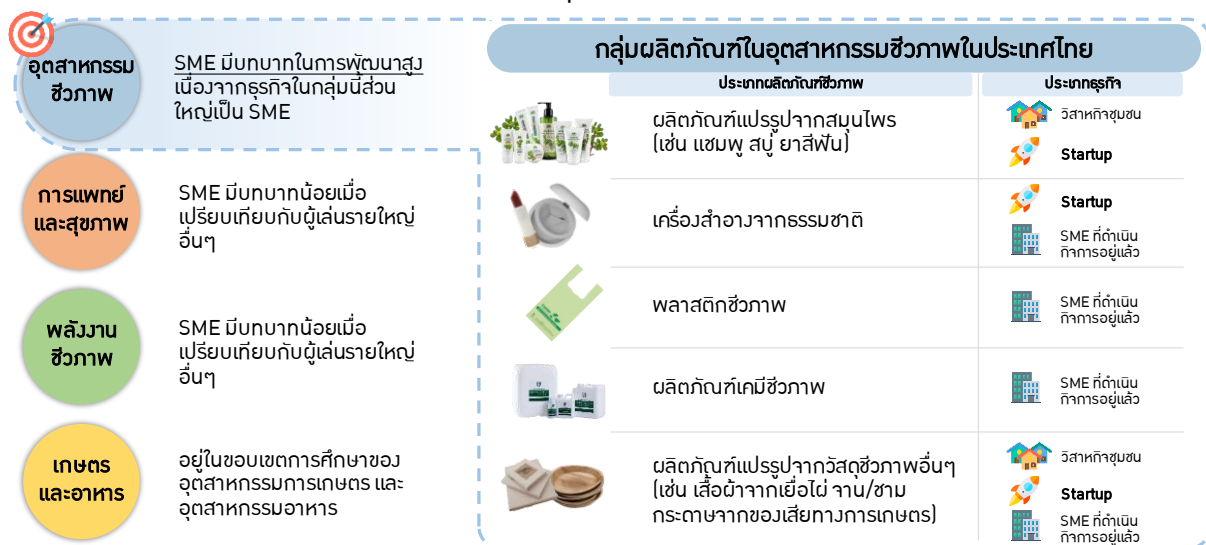 อุตสาหกรรม
ชีวภาพ
SME มีบทบาทในการพัฒนาสูง
เนื่องจากธุรกิจในกลุ่มนี้ส่วน
ใหญ่เป็น SME
การแพทย์
และสุขภาพ
SME มีบทบาทน้อยเมื่อ
เปรียบเทียบกับผู้เล่นรายใหญ่
อื่นๆ
พลังงาน
ชีวภาพ
SME มีบทบาทน้อยเมื่อ
เปรียบเทียบกับผู้เล่นรายใหญ่
อื่นๆ
เกษตร
และอาหาร
อยู่ในขอบเขตการศึกษาของ
อุตสาหกรรมการเกษตร และ
อุตสาหกรรมอาหาร
กลุ่มผลิตภัณฑ์ในอุตสาหกรรมชีวภาพในประเทศไทย
ประเภทผลิตภัณฑ์ชีวภาพ
ประเภทธุรกิจ
ผลิตภัณฑ์แปรรูปจากสมุนไพร
(เช่น แชมพู สบู่ ยาสีฟัน)
วิสาหกิจชุมชน
Startup
เครื่องสำอางจากธรรมชาติ
Startup
SME ที่ดำเนิน
กิจการอยู่แล้ว
พลาสติกชีวภาพ
SME ที่ดำเนิน
กิจการอยู่แล้ว
ผลิตภัณฑ์เคมีชีวภาพ
SME ที่ดำเนิน
กิจการอยู่แล้ว
ผลิตภัณฑ์แปรรูปจากวัสดุชีวภาพอื่นๆ
(เช่น เสื้อผ้าจากเยื่อไผ่ จาน/ชาม
กระดาษจากของเสียทางการเกษตร)
วิสาหกิจชุมชน
Startup
SME ที่ดำเนิน
กิจการอยู่แล้ว